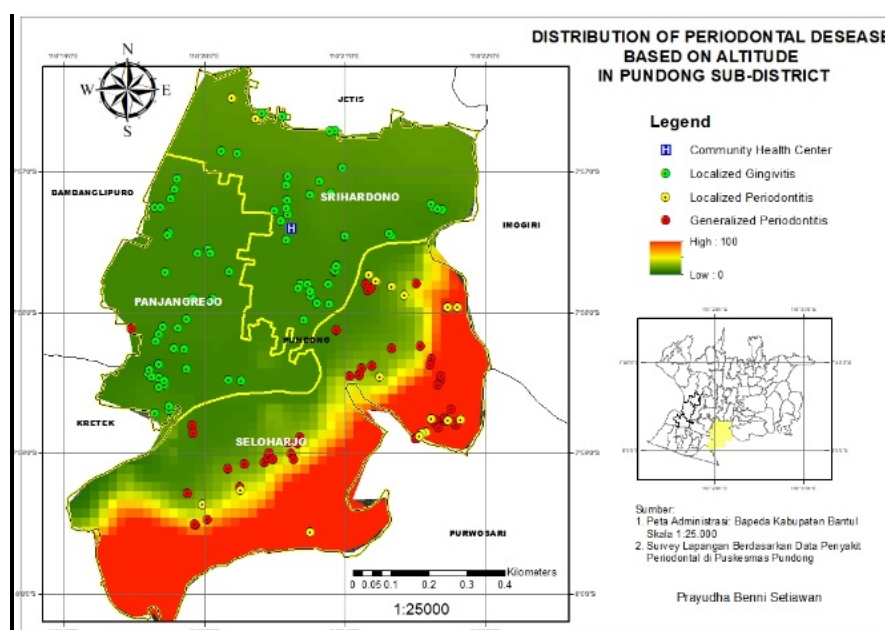 DISTRIBUTION OF PERIODONTAL DESEASE
BASED ON ALTITUDE
IN PUNDONG SUB-DISTRICT
N
W
E
S
JETIS
BAMBANGLIPURO
SRIHARDONO
IMOGIRI
H
PANJANGREJO
PUNDONG
KRETEK
SELOHARJO
PURWOSARI
Kilometers
0 0.05 0.1 0.2 0.3 0.4
1:25000
Legend
H Community Health Center
Localized Gingivitis
Localized Periodontitis
Generalized Periodontitis
High : 100
Low : 0
Sumber:
1. Peta Administrasi: Bapeda Kabupaten Bantul
Skala 1:25.000
2. Survey Lapangan Berdasarkan Data Penyakit
Periodontal di Puskesmas Pundong
Prayudha Benni Setiawan